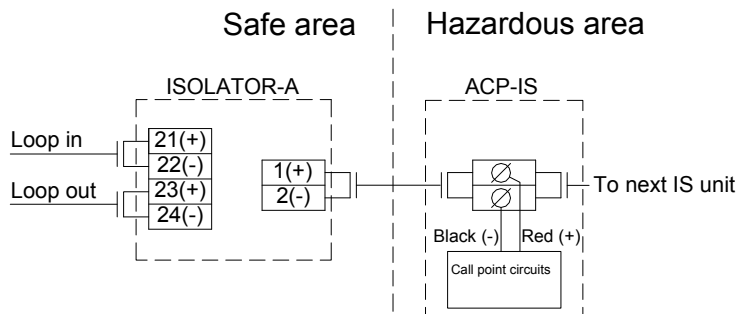 Safe area
Hazardous area
ISOLATOR-A
ACP-IS
Loop in
21(+)
22(-)
Loop out
23(+)
24(-)
1(+)
2(-)
To next IS unit
Black (-)
Red (+)
Call point circuits